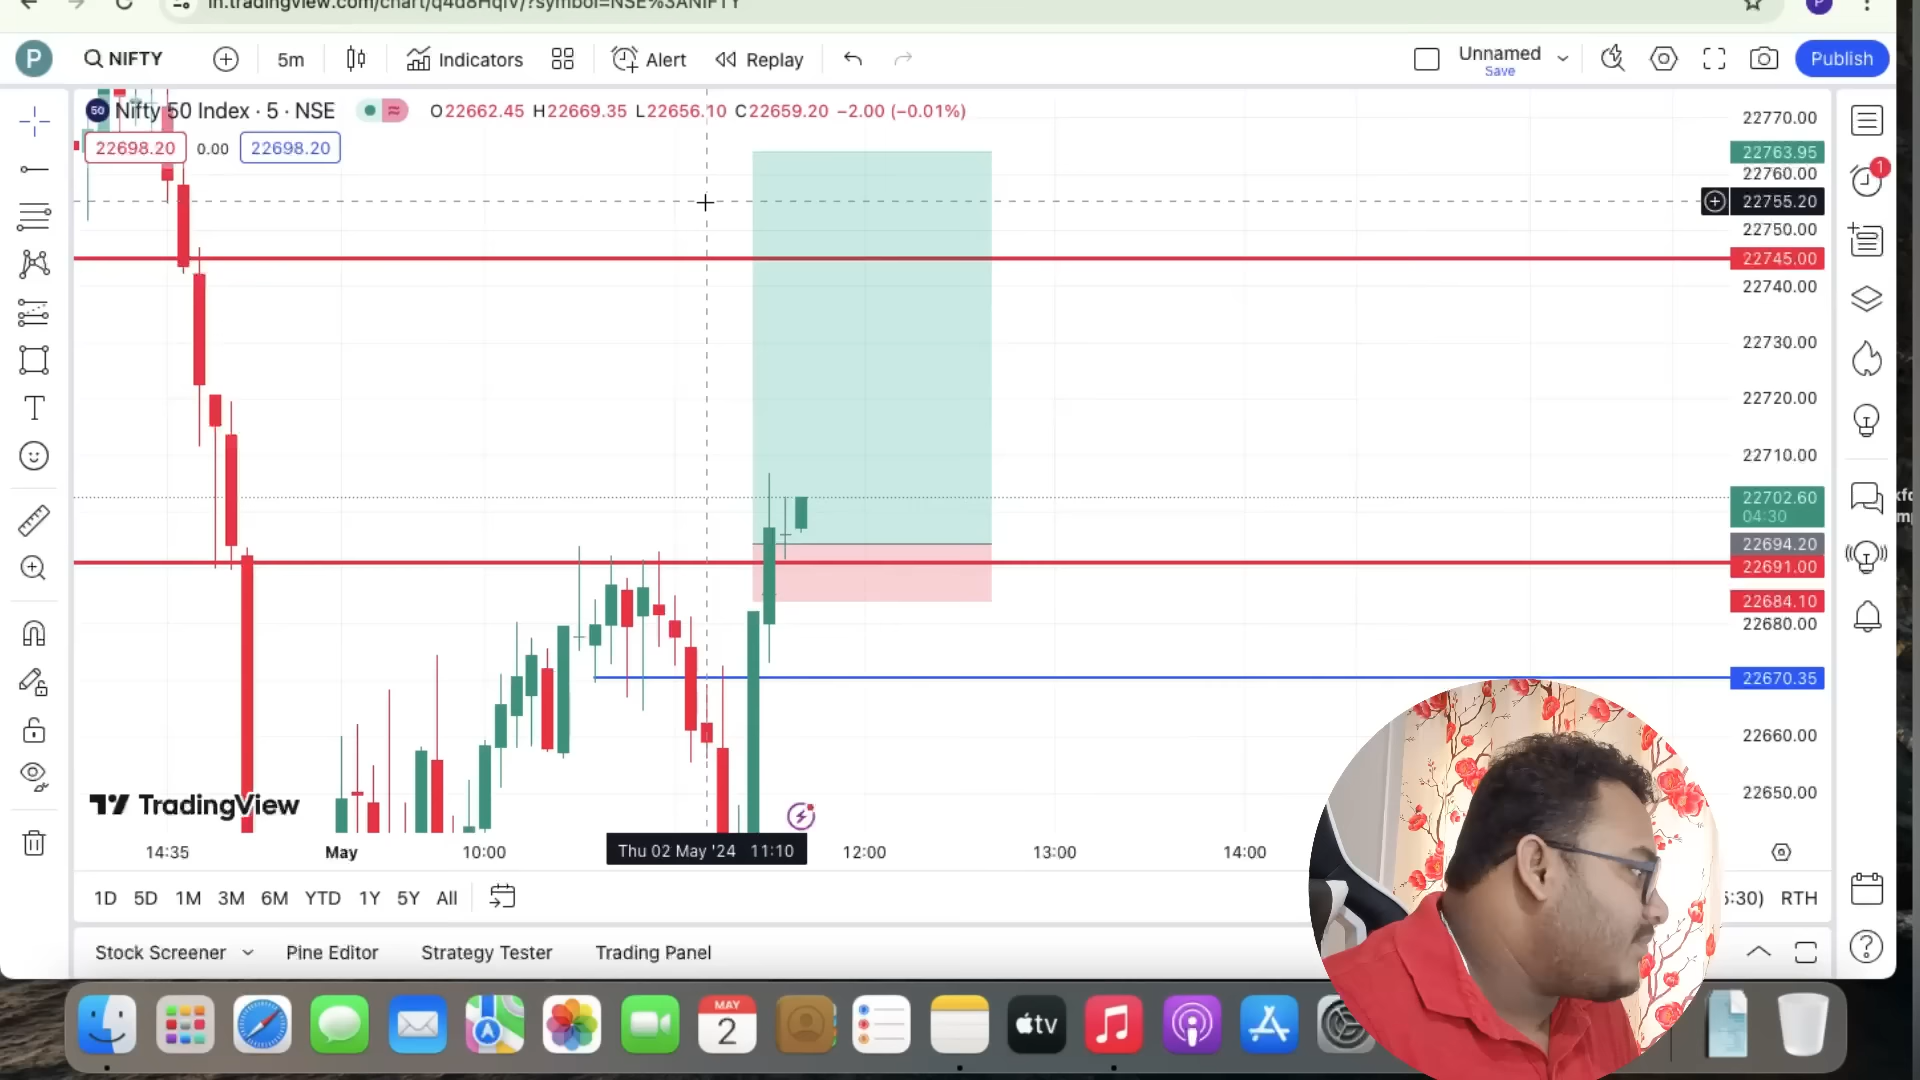 in.tradingview.com/chart/q4d8HqIv/?symbol=NSE%3ANIFTY
P
P NIFTY 5m Indicators Alert Replay Unnamed Save Publish
50 Nifty 50 Index · 5 · NSE O22662.45 H22669.35 L22656.10 C22659.20 −2.00 (−0.01%)
22698.20 0.00 22698.20
22770.00
22763.95
22760.00
22755.20
22750.00
22745.00
22740.00
22730.00
22720.00
22710.00
22702.60
04:30
22694.20
22691.00
22684.10
22680.00
22670.35
22660.00
22650.00
1
TradingView
14:35 May 10:00 Thu 02 May '24 11:10 12:00 13:00 14:00
1D 5D 1M 3M 6M YTD 1Y 5Y All 5:30) RTH
Stock Screener Pine Editor Strategy Tester Trading Panel
MAY
2
tv